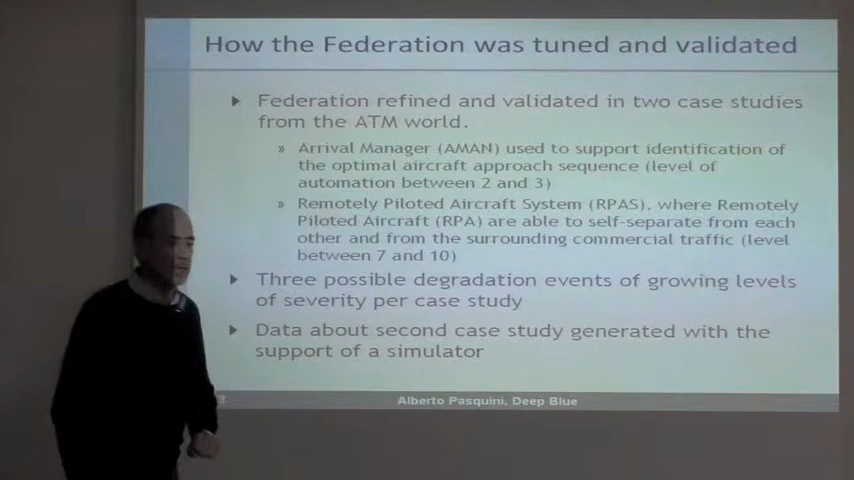 How the Federation was tuned and validated
Federation refined and validated in two case studies
from the ATM world.
» Arrival Manager (AMAN) used to support identification of
the optimal aircraft approach sequence (level of
automation between 2 and 3)
» Remotely Piloted Aircraft System (RPAS), where Remotely
Piloted Aircraft (RPA) are able to self-separate from each
other and from the surrounding commercial traffic (level
between 7 and 10)
Three possible degradation events of growing levels
of severity per case study
Data about second case study generated with the
support of a simulator
Alberto Pasquini, Deep Blue